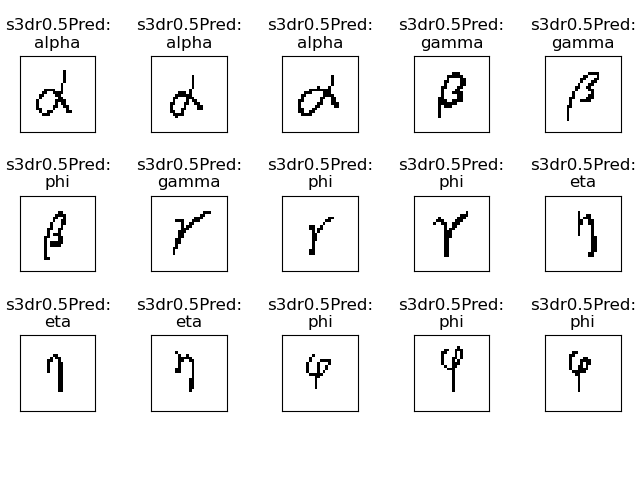 s3dr0.5Pred: s3dr0.5Pred: s3dr0.5Pred: s3dr0.5Pred: s3dr0.5Pred:
alpha alpha alpha gamma gamma
α α α β β
s3dr0.5Pred: s3dr0.5Pred: s3dr0.5Pred: s3dr0.5Pred: s3dr0.5Pred:
phi gamma phi phi eta
β γ γ γ η
s3dr0.5Pred: s3dr0.5Pred: s3dr0.5Pred: s3dr0.5Pred: s3dr0.5Pred:
eta eta phi phi phi
η η φ φ φ